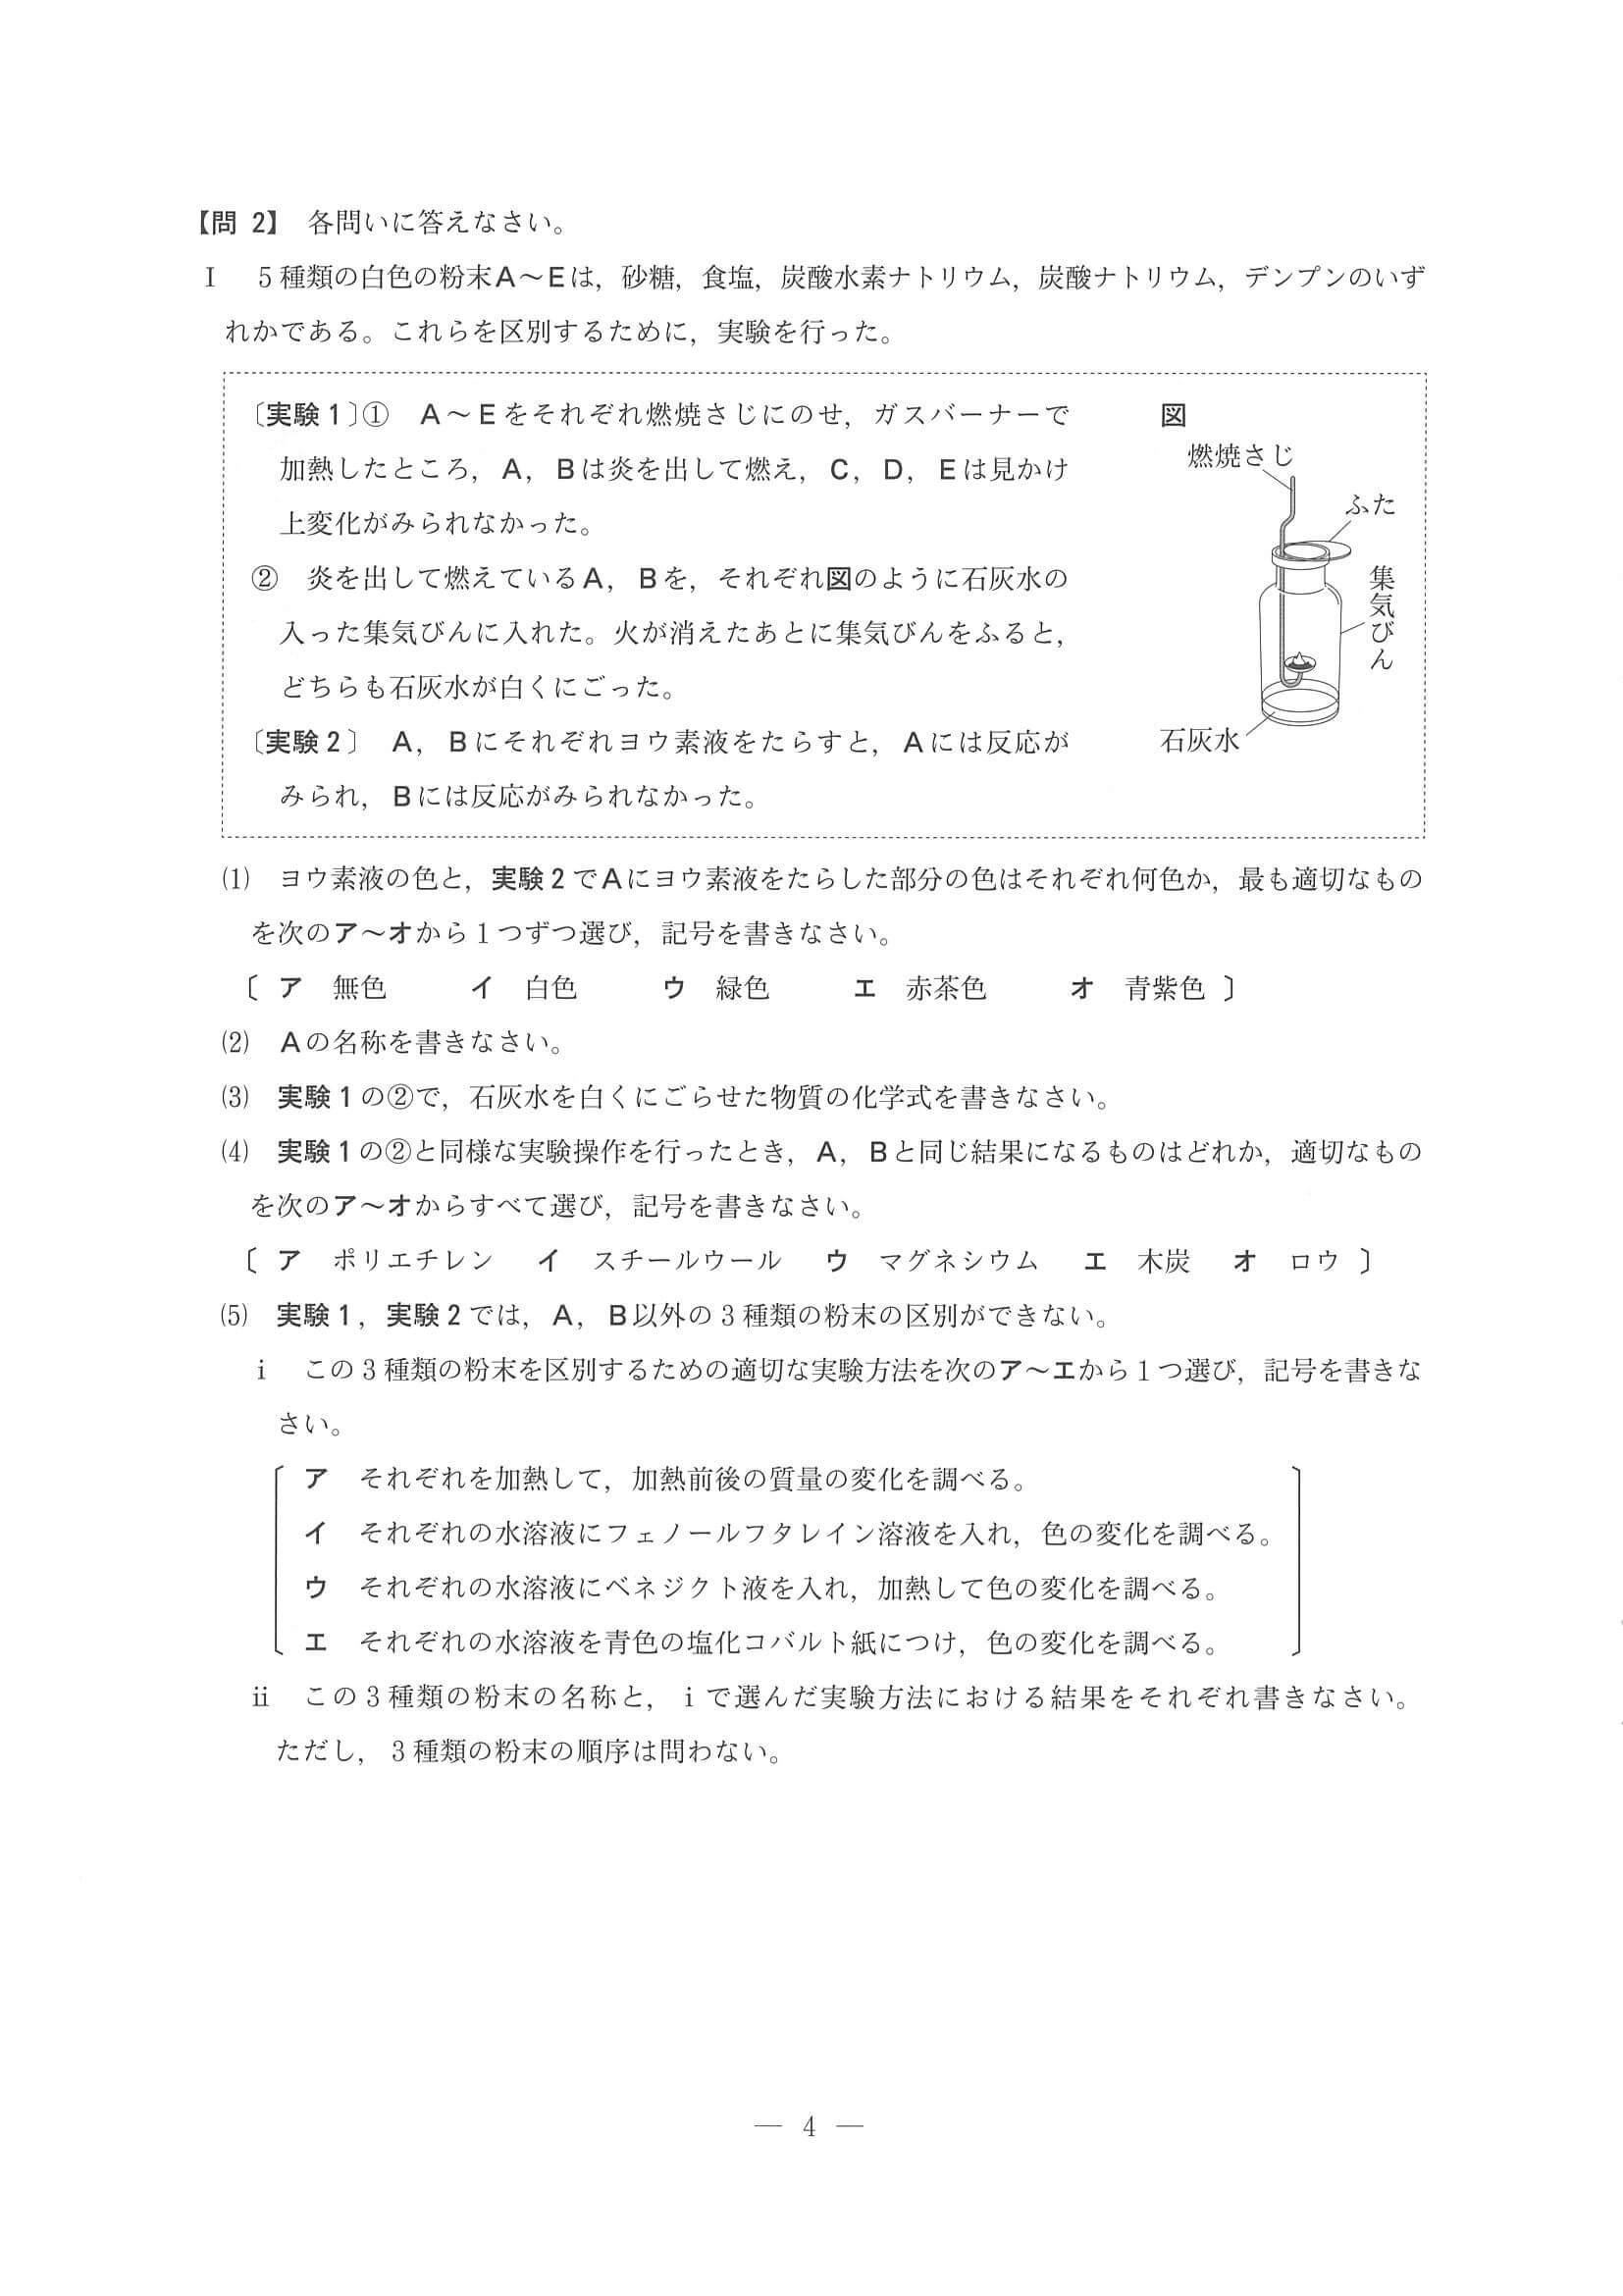 【問 2】 各問いに答えなさい。
Ⅰ 5種類の白色の粉末A～Eは，砂糖，食塩，炭酸水素ナトリウム，炭酸ナトリウム，デンプンのいず
れかである。これらを区別するために，実験を行った。
〔実験1〕① A～Eをそれぞれ燃焼さじにのせ，ガスバーナーで
加熱したところ，A，Bは炎を出して燃え，C，D，Eは見かけ
上変化がみられなかった。
② 炎を出して燃えているA，Bを，それぞれ図のように石灰水の
入った集気びんに入れた。火が消えたあとに集気びんをふると，
どちらも石灰水が白くにごった。
〔実験2〕 A，Bにそれぞれヨウ素液をたらすと，Aには反応が
みられ，Bには反応がみられなかった。
図
燃焼さじ
ふた
集気びん
石灰水
⑴ ヨウ素液の色と，実験2でAにヨウ素液をたらした部分の色はそれぞれ何色か，最も適切なもの
を次のア～オから1つずつ選び，記号を書きなさい。
〔 ア 無色 イ 白色 ウ 緑色 エ 赤茶色 オ 青紫色 〕
⑵ Aの名称を書きなさい。
⑶ 実験1の②で，石灰水を白くにごらせた物質の化学式を書きなさい。
⑷ 実験1の②と同様な実験操作を行ったとき，A，Bと同じ結果になるものはどれか，適切なもの
を次のア～オからすべて選び，記号を書きなさい。
〔 ア ポリエチレン イ スチールウール ウ マグネシウム エ 木炭 オ ロウ 〕
⑸ 実験1，実験2では，A，B以外の3種類の粉末の区別ができない。
ⅰ この3種類の粉末を区別するための適切な実験方法を次のア～エから1つ選び，記号を書きな
さい。
ア それぞれを加熱して，加熱前後の質量の変化を調べる。
イ それぞれの水溶液にフェノールフタレイン溶液を入れ，色の変化を調べる。
ウ それぞれの水溶液にベネジクト液を入れ，加熱して色の変化を調べる。
エ それぞれの水溶液を青色の塩化コバルト紙につけ，色の変化を調べる。
ⅱ この3種類の粉末の名称と，ⅰで選んだ実験方法における結果をそれぞれ書きなさい。
ただし，3種類の粉末の順序は問わない。
— 4 —